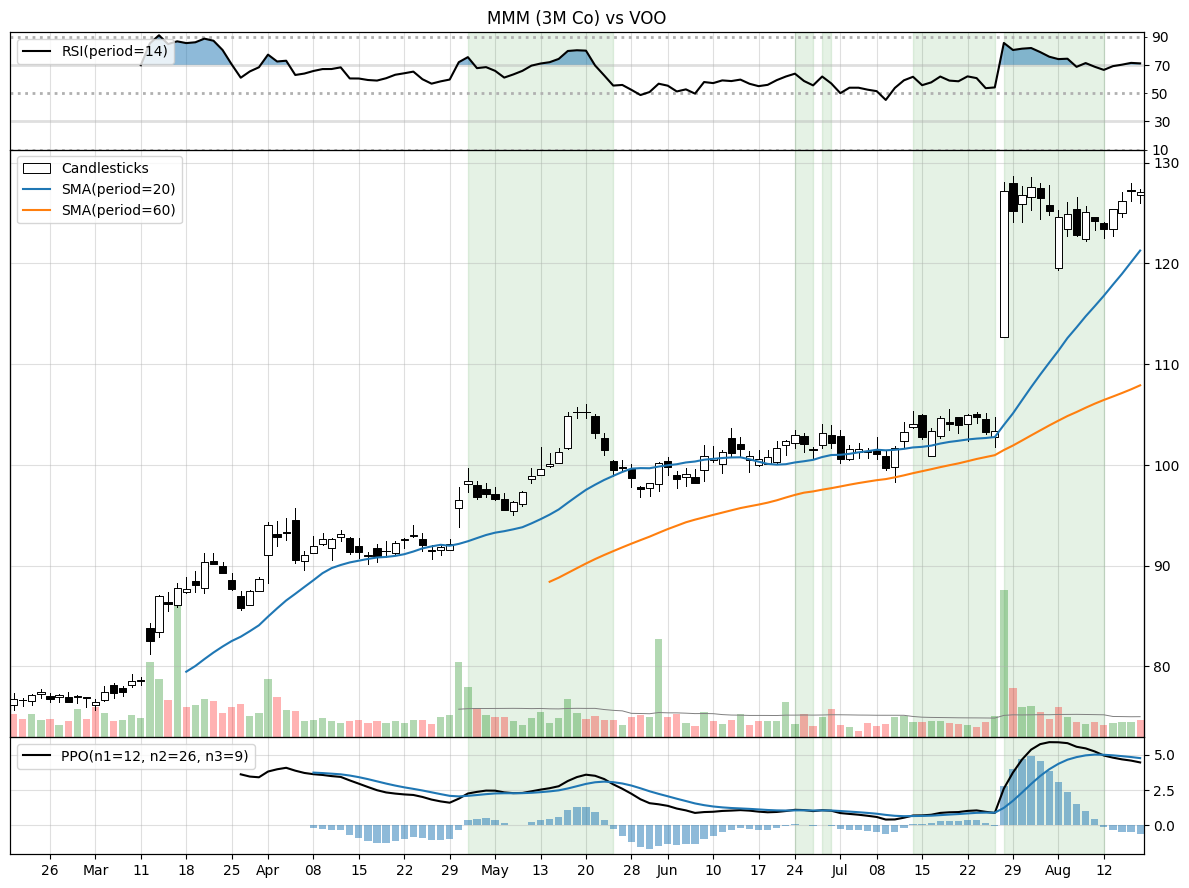 MMM (3M Co) vs VOO
RSI(period=14)
90
70
50
30
10
Candlesticks
SMA(period=20)
SMA(period=60)
130
120
110
100
90
80
PPO(n1=12, n2=26, n3=9)
5.0
2.5
0.0
26 Mar 11 18 25 Apr 08 15 22 May 13 20 28 Jun 10 17 24 Jul 08 15 22 29 Aug 12